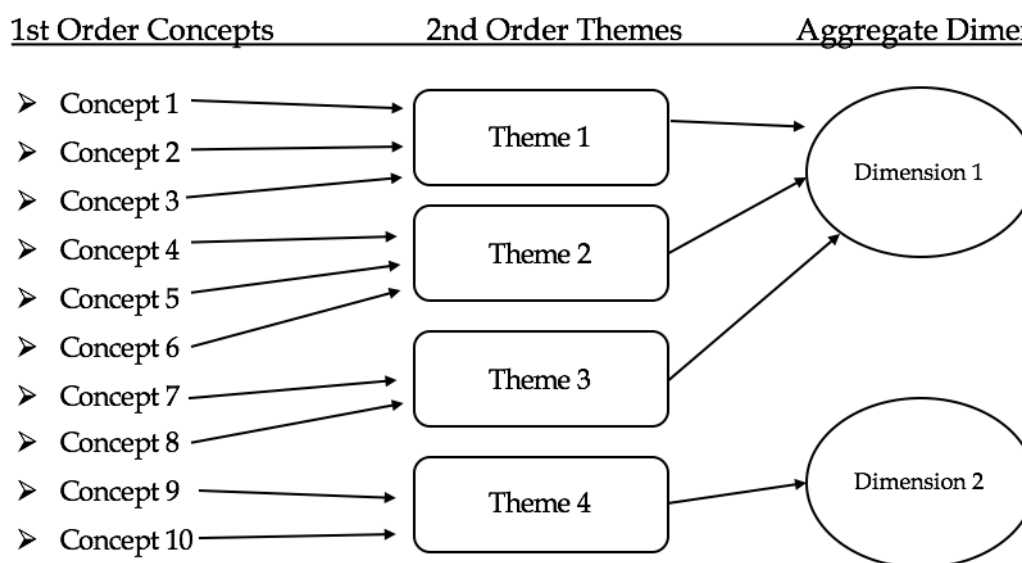 1st Order Concepts
2nd Order Themes
Aggregate Dimen
Concept 1
Concept 2
Concept 3
Concept 4
Concept 5
Concept 6
Concept 7
Concept 8
Concept 9
Concept 10
Theme 1
Theme 2
Theme 3
Theme 4
Dimension 1
Dimension 2